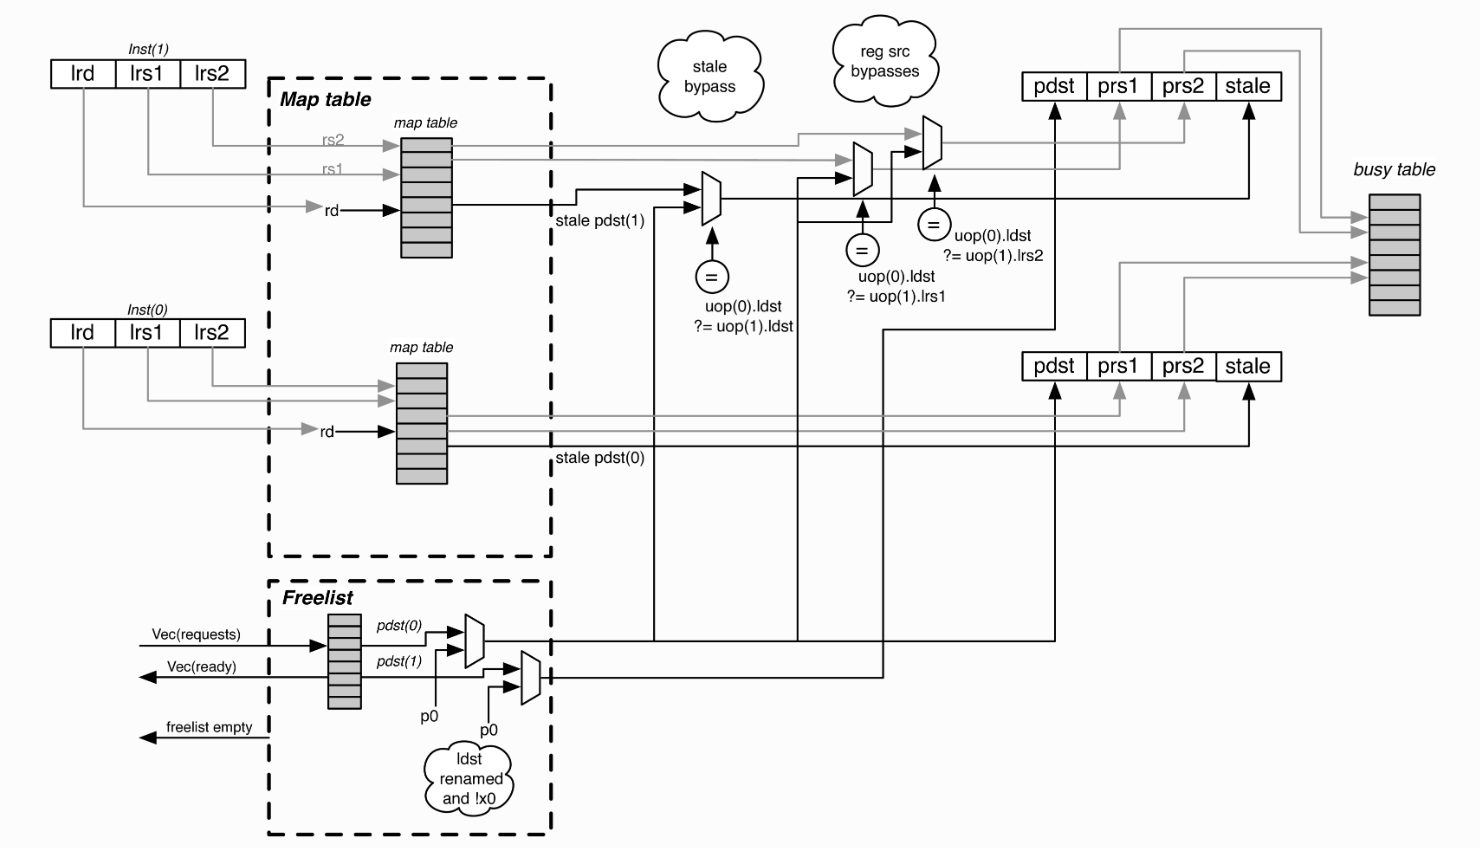 Inst(1)
lrd lrs1 lrs2
Map table
map table
rs2
rs1
rd
stale pdst(1)
stale
bypass
reg src
bypasses
=
uop(0).ldst
?= uop(1).ldst
=
uop(0).ldst
?= uop(1).lrs1
=
uop(0).ldst
?= uop(1).lrs2
pdst prs1 prs2 stale
busy table
Inst(0)
lrd lrs1 lrs2
map table
rd
stale pdst(0)
pdst prs1 prs2 stale
Freelist
Vec(requests)
Vec(ready)
freelist empty
pdst(0)
pdst(1)
p0
p0
ldst
renamed
and !x0